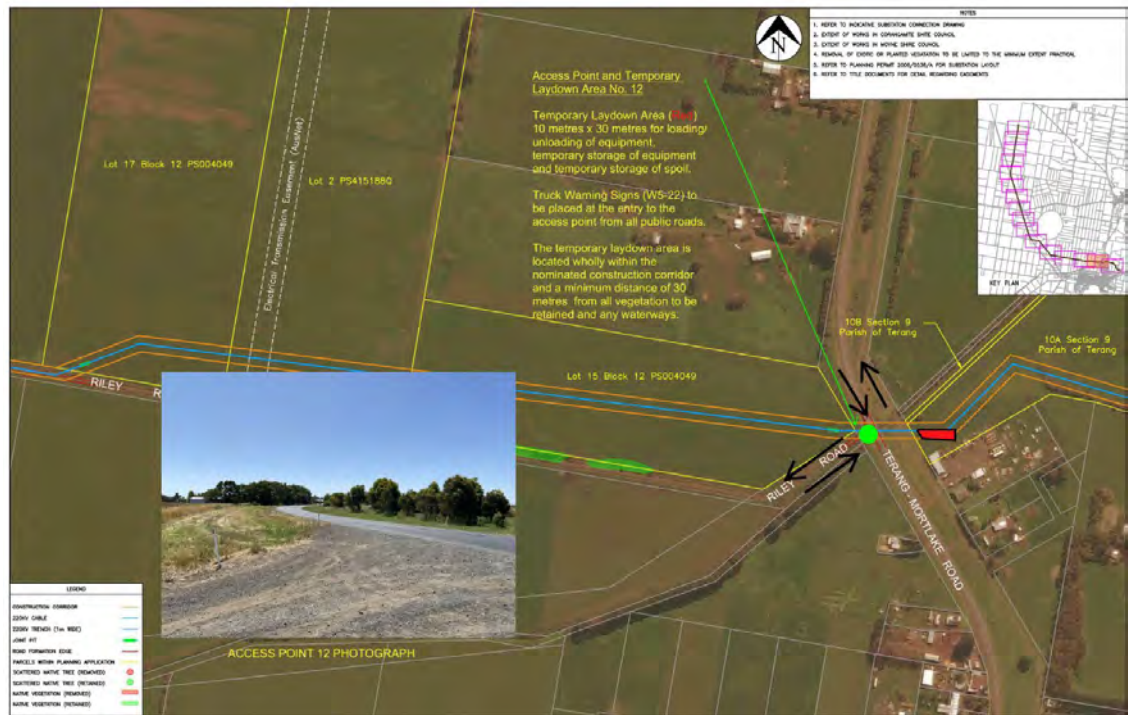 NOTES
1. REFER TO INDICATIVE SUBSTATION CONNECTION DRAWING
2. EXTENT OF WORKS IN CORANGAMITE SHIRE COUNCIL
3. EXTENT OF WORKS IN MOYNE SHIRE COUNCIL
4. REMOVAL OF EXOTIC OR PLANTED VEGETATION TO BE LIMITED TO THE MINIMUM EXTENT PRACTICAL
5. REFER TO PLANNING PERMIT FOR SUBSTATION LAYOUT
6. REFER TO TITLE DOCUMENTS FOR DETAIL REGARDING EASEMENTS
N
Access Point and Temporary
Laydown Area No. 12
Temporary Laydown Area (Red)
10 metres x 30 metres for loading/
unloading of equipment,
temporary storage of equipment
and temporary storage of spoil.
Truck Warning Signs (W5-22) to
be placed at the entry to the
access point from all public roads.
The temporary laydown area is
located wholly within the
nominated construction corridor
and a minimum distance of 30
metres from all vegetation to be
retained and any waterways.
Lot 17 Block 12 PS004049
Lot 2 PS415188Q
Electrical Transmission Easement (AusNet)
KEY PLAN
10B Section 9
Parish of Terang
10A Section 9
Parish of Terang
Lot 15 Block 12 PS004049
RILEY R
RILEY ROAD
TERANG-MORTLAKE ROAD
ACCESS POINT 12 PHOTOGRAPH
LEGEND
CONSTRUCTION CORRIDOR
220KV CABLE
220KV TRENCH (1m WIDE)
JOINT PIT
ROAD FORMATION EDGE
PARCELS WITHIN PLANNING APPLICATION
SCATTERED NATIVE TREE (REMOVED)
SCATTERED NATIVE TREE (RETAINED)
NATIVE VEGETATION (REMOVED)
NATIVE VEGETATION (RETAINED)